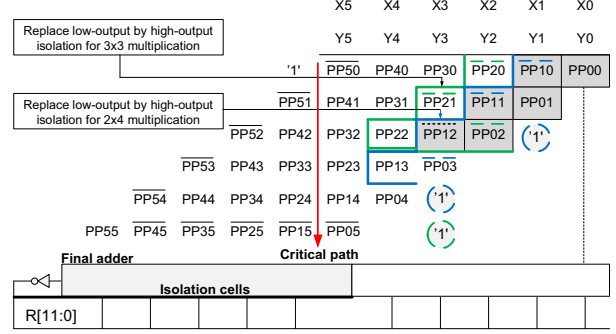 X5 X4 X3 X2 X1 X0
Replace low-output by high-output
isolation for 3x3 multiplication
Y5 Y4 Y3 Y2 Y1 Y0
'1' PP50 PP40 PP30 PP20 PP10 PP00
Replace low-output by high-output
isolation for 2x4 multiplication
PP51 PP41 PP31 PP21 PP11 PP01
PP52 PP42 PP32 PP22 PP12 PP02 '1'
PP53 PP43 PP33 PP23 PP13 PP03
PP54 PP44 PP34 PP24 PP14 PP04 '1'
PP55 PP45 PP35 PP25 PP15 PP05 '1'
Final adder Critical path
Isolation cells
R[11:0]